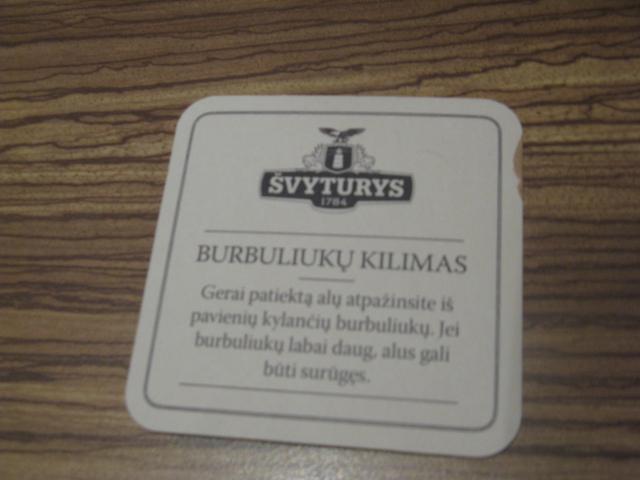 ŠVYTURYS
1784
BURBULIUKŲ KILIMAS
Gerai patiektą alų atpažinsite iš
pavienių kylančių burbuliukų. Jei
burbuliukų labai daug, alus gali
būti surūgęs.